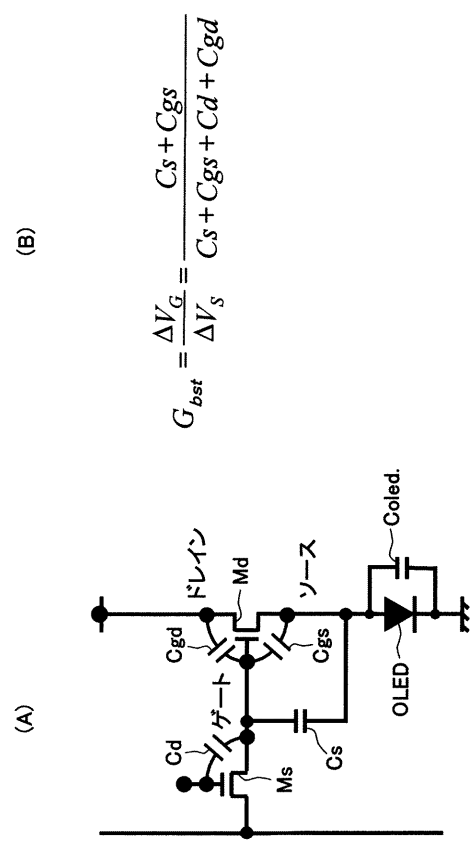 (A)
ドレイン
Cgd
Md
ゲート
Cd
Ms
Cgs
ソース
Cs
Coled.
OLED
(B)
G_bst = ΔV_G / ΔV_S = Cs + Cgs / Cs + Cgs + Cd + Cgd